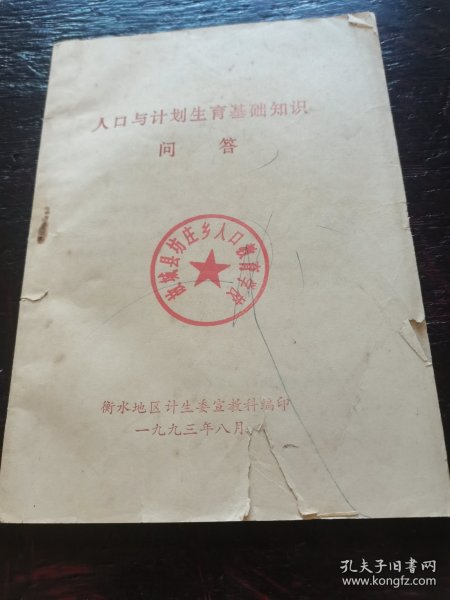 人口与计划生育基础知识
问 答
故城县坊庄乡人口教育学校
衡水地区计生委宣教科编印
一九九三年八月
孔夫子旧书网
www.kongfz.com